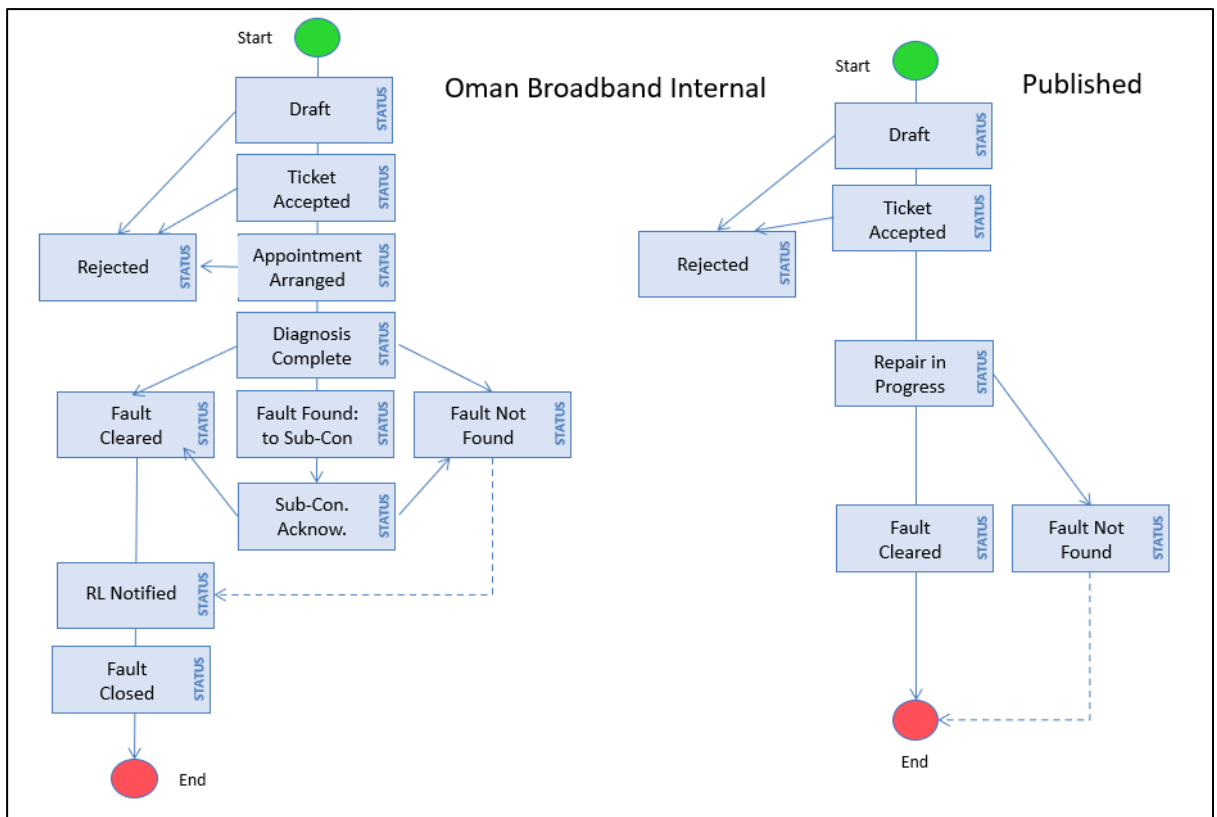 Start
Oman Broadband Internal
Draft
STATUS
Ticket
Accepted
STATUS
Rejected
STATUS
Appointment
Arranged
STATUS
Diagnosis
Complete
STATUS
Fault
Cleared
STATUS
Fault Found:
to Sub-Con
STATUS
Fault Not
Found
STATUS
Sub-Con.
Acknow.
STATUS
RL Notified
STATUS
Fault
Closed
STATUS
End
Start
Published
Draft
STATUS
Ticket
Accepted
STATUS
Rejected
STATUS
Repair in
Progress
STATUS
Fault
Cleared
STATUS
Fault Not
Found
STATUS
End